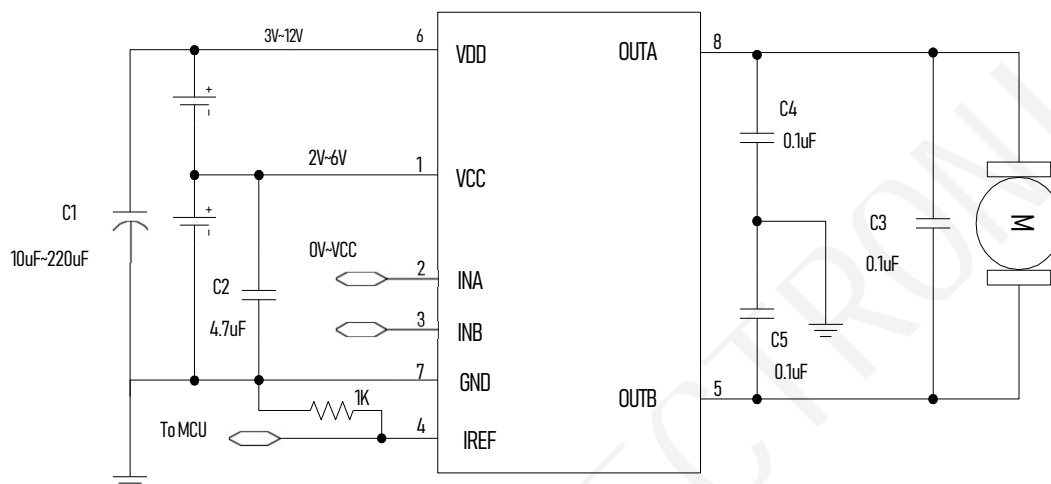 3V~12V
6
VDD
OUTA
8
+
-
C4
0.1uF
2V~6V
1
VCC
+
-
C1
10uF~220uF
0V~VCC
2
INA
C2
4.7uF
3
INB
C3
0.1uF
M
C5
0.1uF
7
GND
1K
OUTB
5
To MCU
4
IREF
ECTRONI